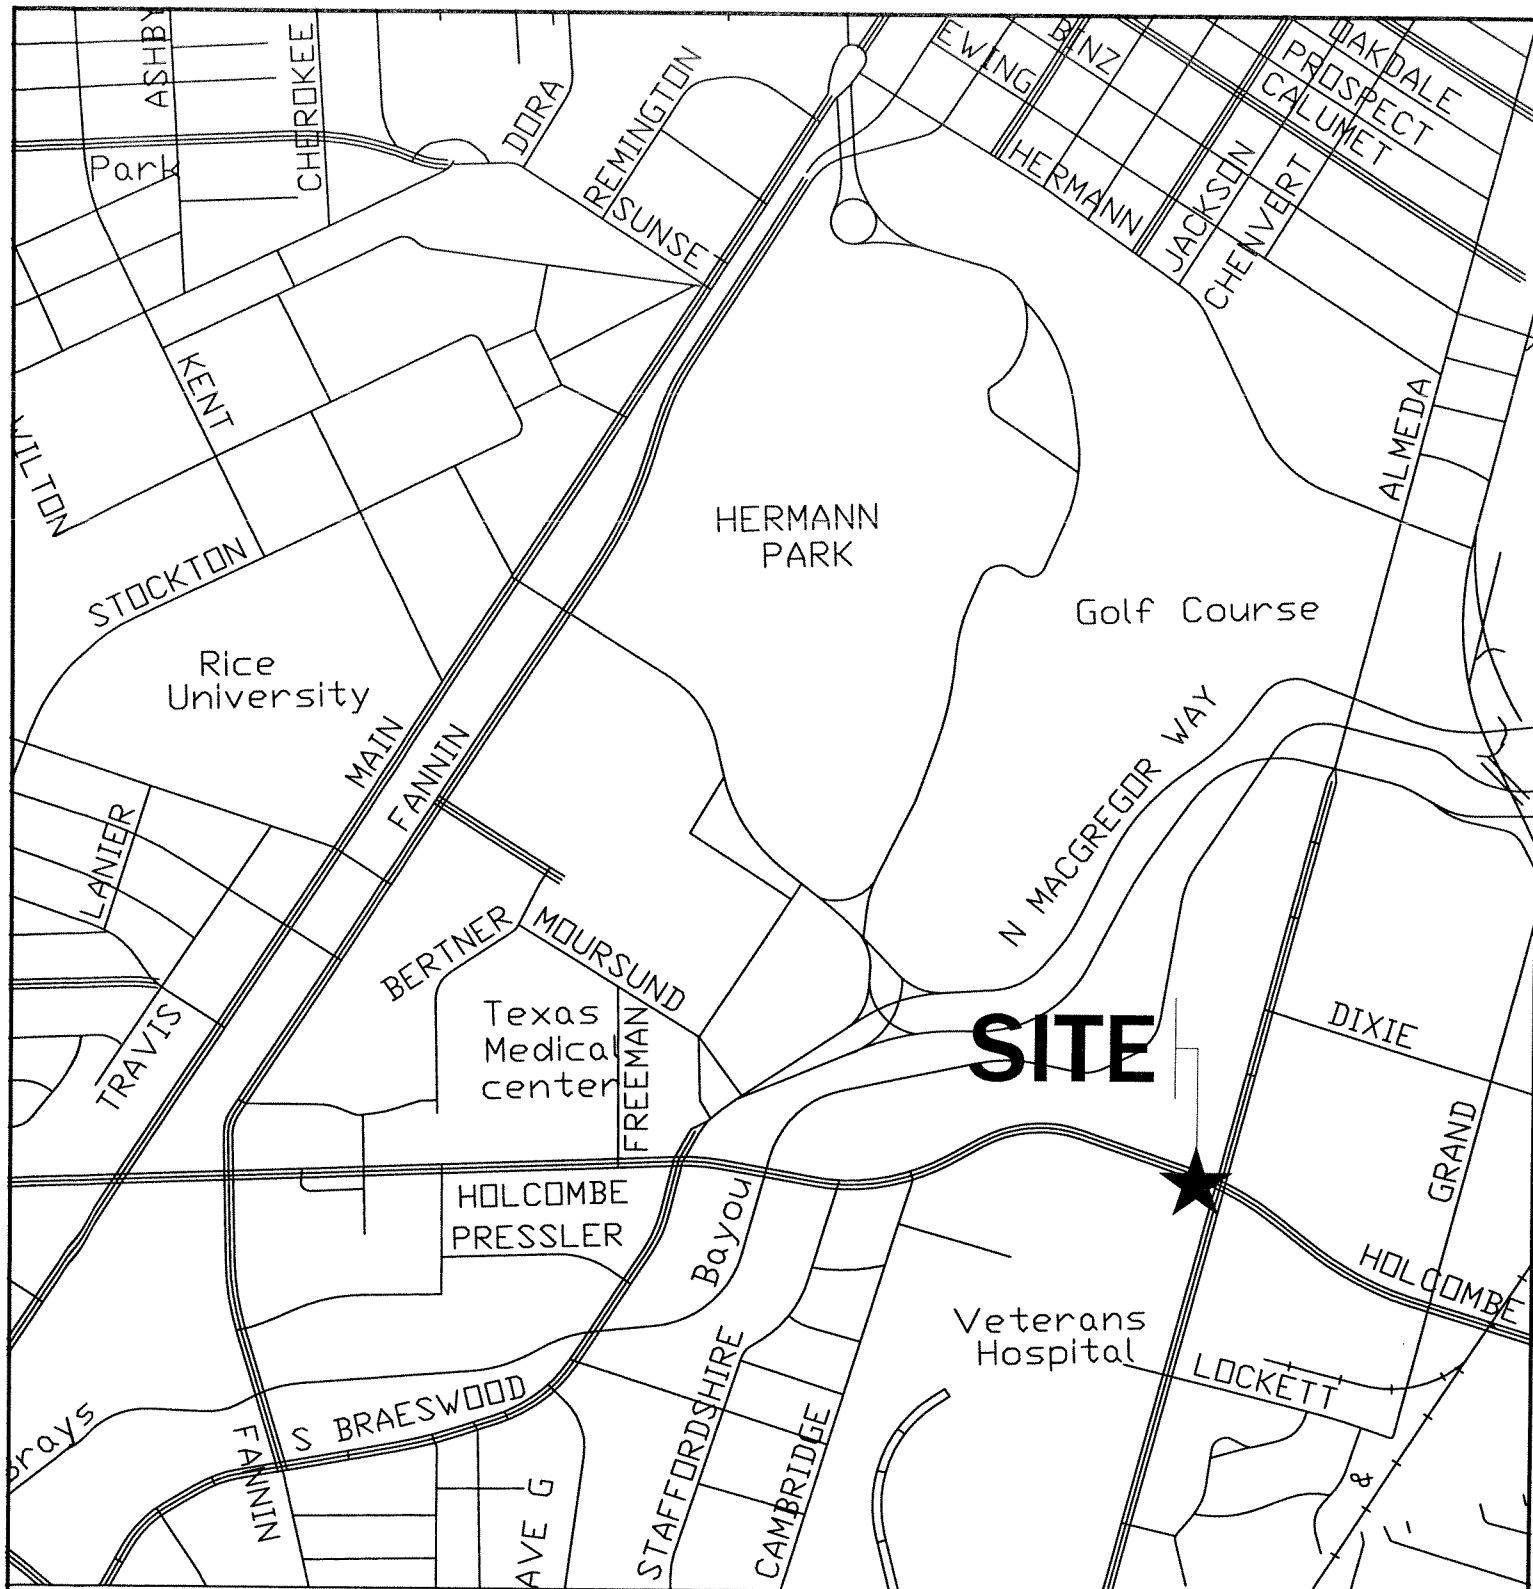 ASHBY
CHEROKEE
DORA
REMINGTON
EWING
BINZ
OAKDALE
PROSPECT
CALUMET
Park
SUNSE
HERMANN
JACKSON
CHENVERT
KENT
WILTON
ALMEDA
HERMANN
PARK
STOCKTON
Golf Course
Rice
University
MAIN
FANNIN
N MACGREGOR WAY
LANIER
BERTNER
MOURSUND
TRAVIS
Texas
Medical
center
FREEMAN
SITE
DIXIE
GRAND
HOLCOMBE
PRESSLER
Bayou
HOLCOMBE
Veterans
Hospital
LOCKETT
S BRAESWOOD
Brays
FANNIN
AVE G
STAFFORDSHIRE
CAMBRIDGE
&